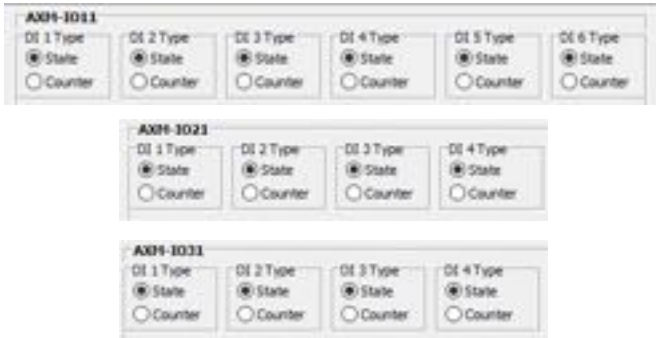 AXM-IO11
DI 1 Type DI 2 Type DI 3 Type DI 4 Type DI 5 Type DI 6 Type
State State State State State State
Counter Counter Counter Counter Counter Counter
AXM-IO21
DI 1 Type DI 2 Type DI 3 Type DI 4 Type
State State State State
Counter Counter Counter Counter
AXM-IO31
DI 1 Type DI 2 Type DI 3 Type DI 4 Type
State State State State
Counter Counter Counter Counter